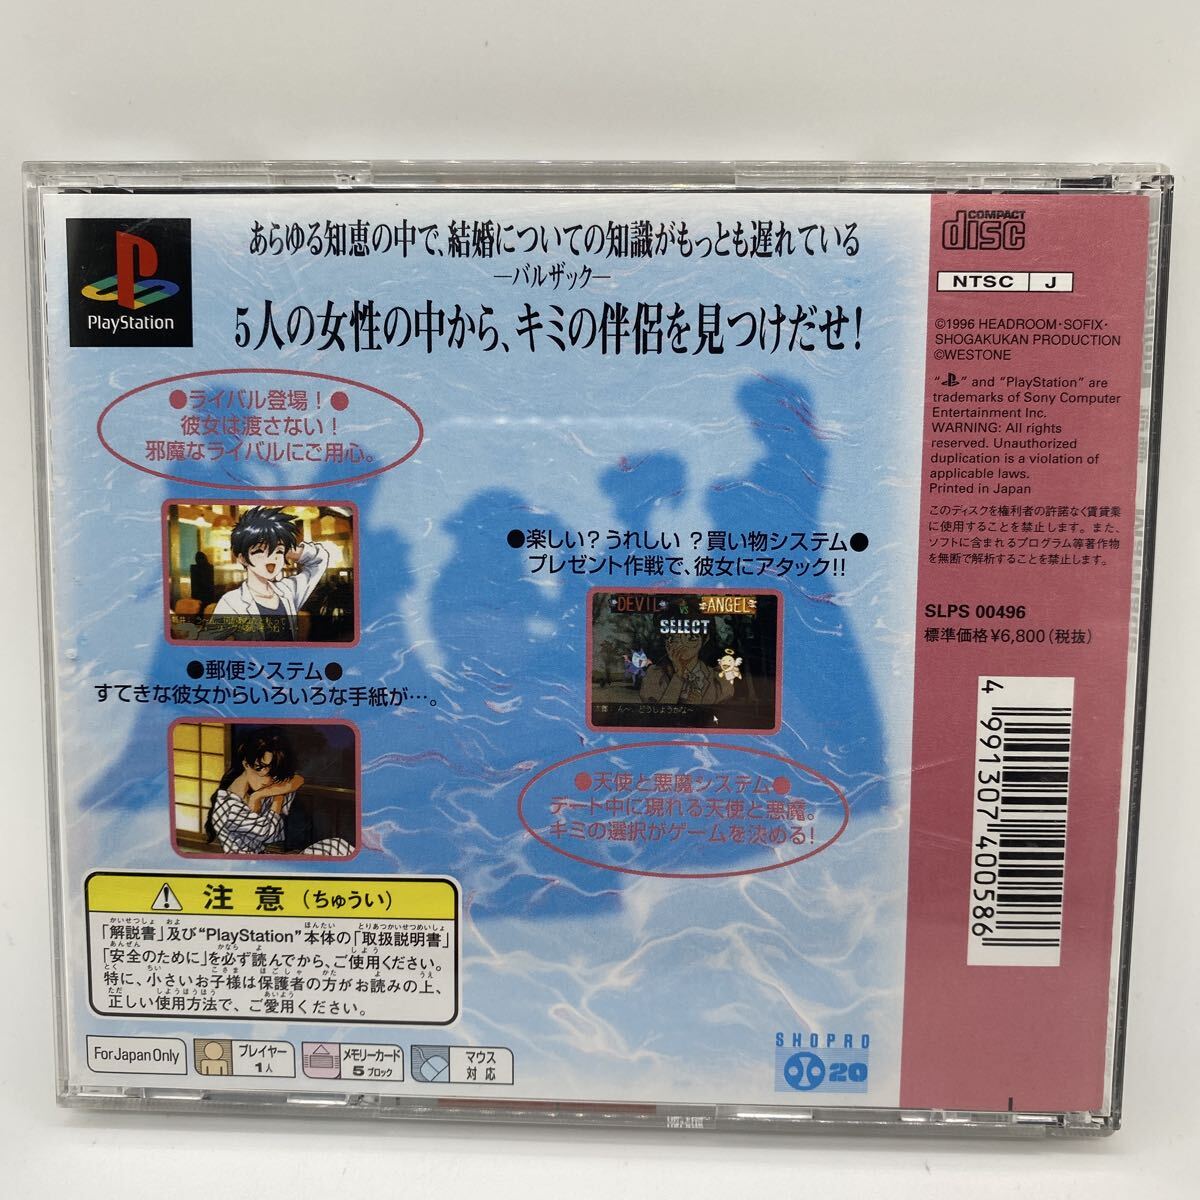 PlayStation
あらゆる知恵の中で、結婚についての知識がもっとも遅れている
―バルザック―
5人の女性の中から、キミの伴侶を見つけだせ!
●ライバル登場!●
彼女は渡さない!
邪魔なライバルにご用心。
●郵便システム●
すてきな彼女からいろいろな手紙が…。
●楽しい?うれしい?買い物システム●
プレゼント作戦で、彼女にアタック!!
DEVIL vs ANGEL
SELECT
ん~、どうしようかな~
●天使と悪魔システム●
デート中に現れる天使と悪魔。
キミの選択がゲームを決める!
注意(ちゅうい)
「解説書」及び“PlayStation”本体の「取扱説明書」
「安全のために」を必ず読んでから、ご使用ください。
特に、小さいお子様は保護者の方がお読みの上、
正しい使用方法で、ご愛用ください。
For Japan Only
プレイヤー
1人
メモリーカード
5ブロック
マウス
対応
SHOPRO
20
COMPACT
disc
NTSC J
©1996 HEADROOM・SOFIX・
SHOGAKUKAN PRODUCTION
©WESTONE
“PS” and “PlayStation” are
trademarks of Sony Computer
Entertainment Inc.
WARNING: All rights
reserved. Unauthorized
duplication is a violation of
applicable laws.
Printed in Japan
このディスクを権利者の許諾なく賃貸業
に使用することを禁止します。また、
ソフトに含まれるプログラム等著作物
を無断で解析することを禁止します。
SLPS 00496
標準価格¥6,800(税抜)
4 991307 400586